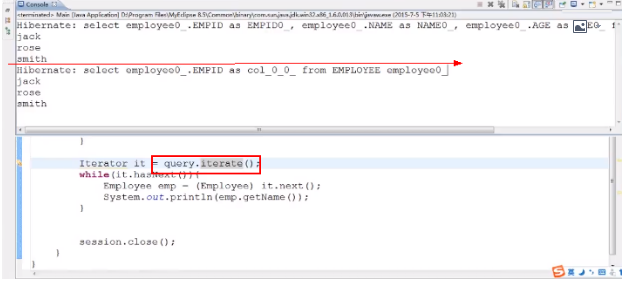 Console
<terminated> Main [Java Application] D:\Program Files\MyEclipse 8.5\Common\binary\com.sun.java.jdk.win32.x86_1.6.0.013\bin\javaw.exe (2015-7-5 下午11:03:21)
Hibernate: select employee0_.EMPID as EMPID0_, employee0_.NAME as NAME0_, employee0_.AGE as
jack
rose
smith
Hibernate: select employee0_.EMPID as col_0_0_ from EMPLOYEE employee0_
jack
rose
smith
}
Iterator it = query.iterate();
while(it.hasNext()){
Employee emp = (Employee) it.next();
System.out.println(emp.getName());
}
session.close();
}
}